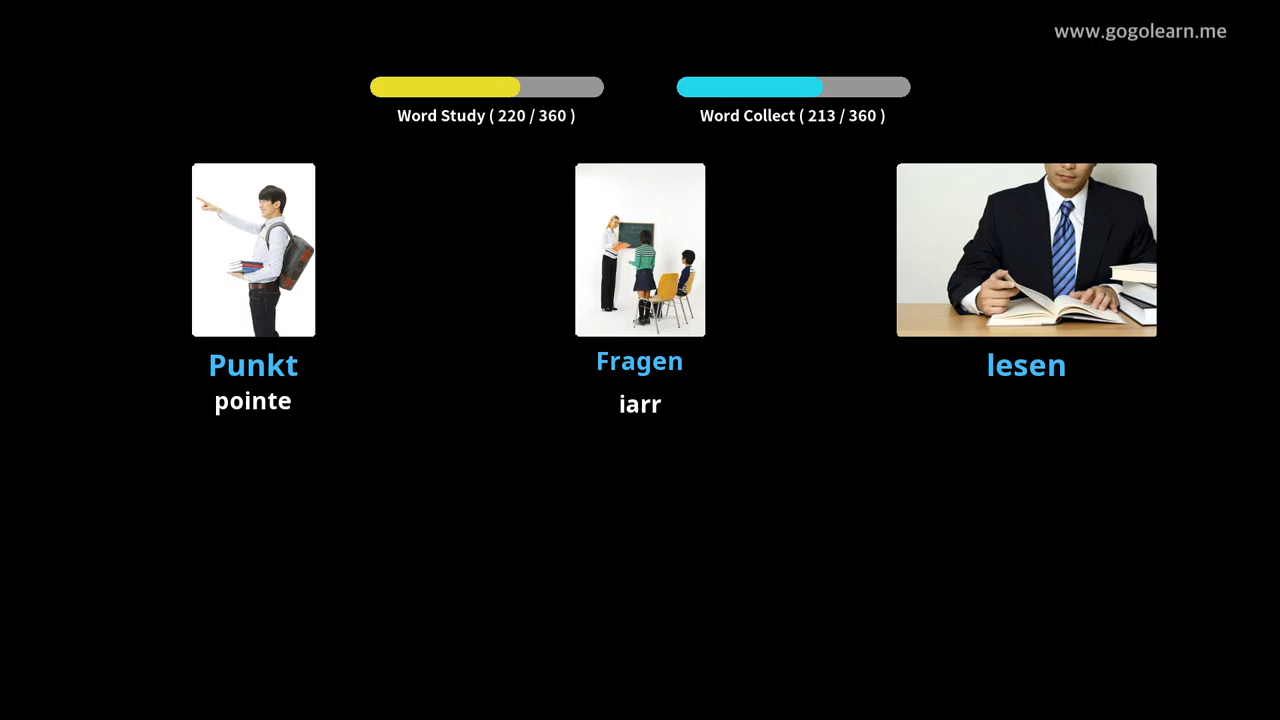 www.gogolearn.me
Word Study ( 220 / 360 )
Word Collect ( 213 / 360 )
Punkt
pointe
Fragen
iarr
lesen